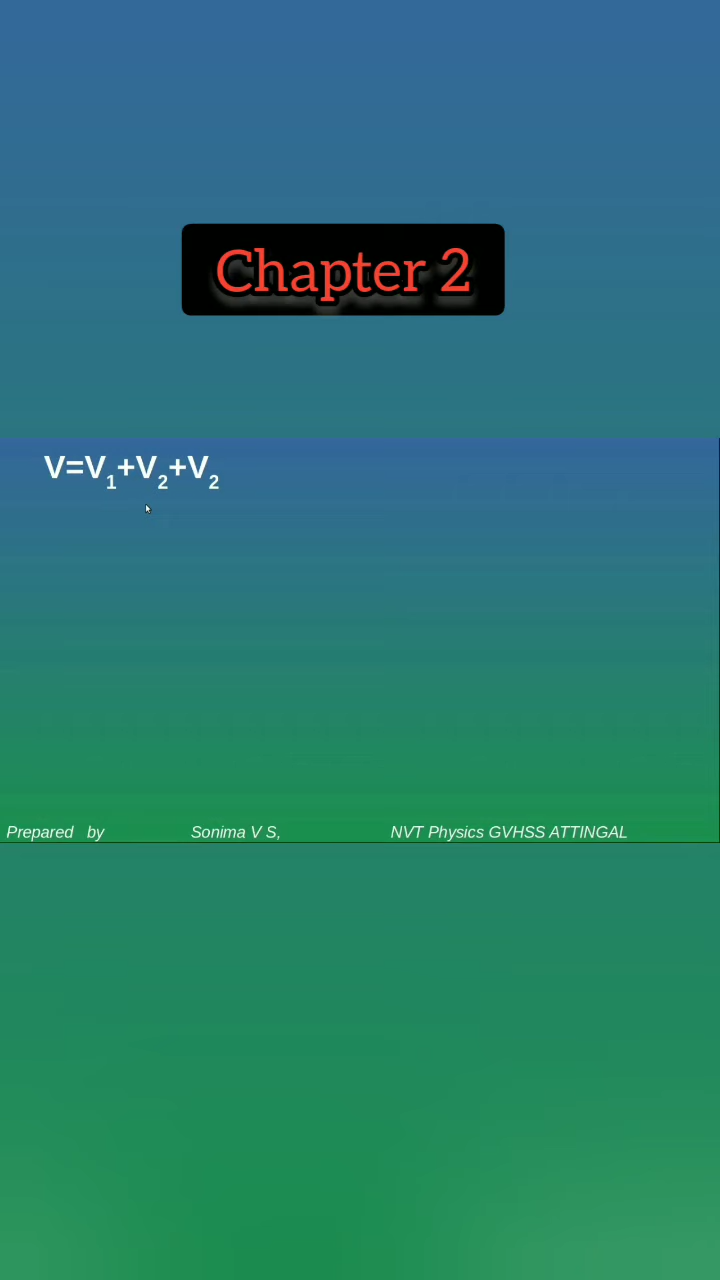 Chapter 2
V=V₁+V₂+V₂
Prepared by Sonima V S, NVT Physics GVHSS ATTINGAL